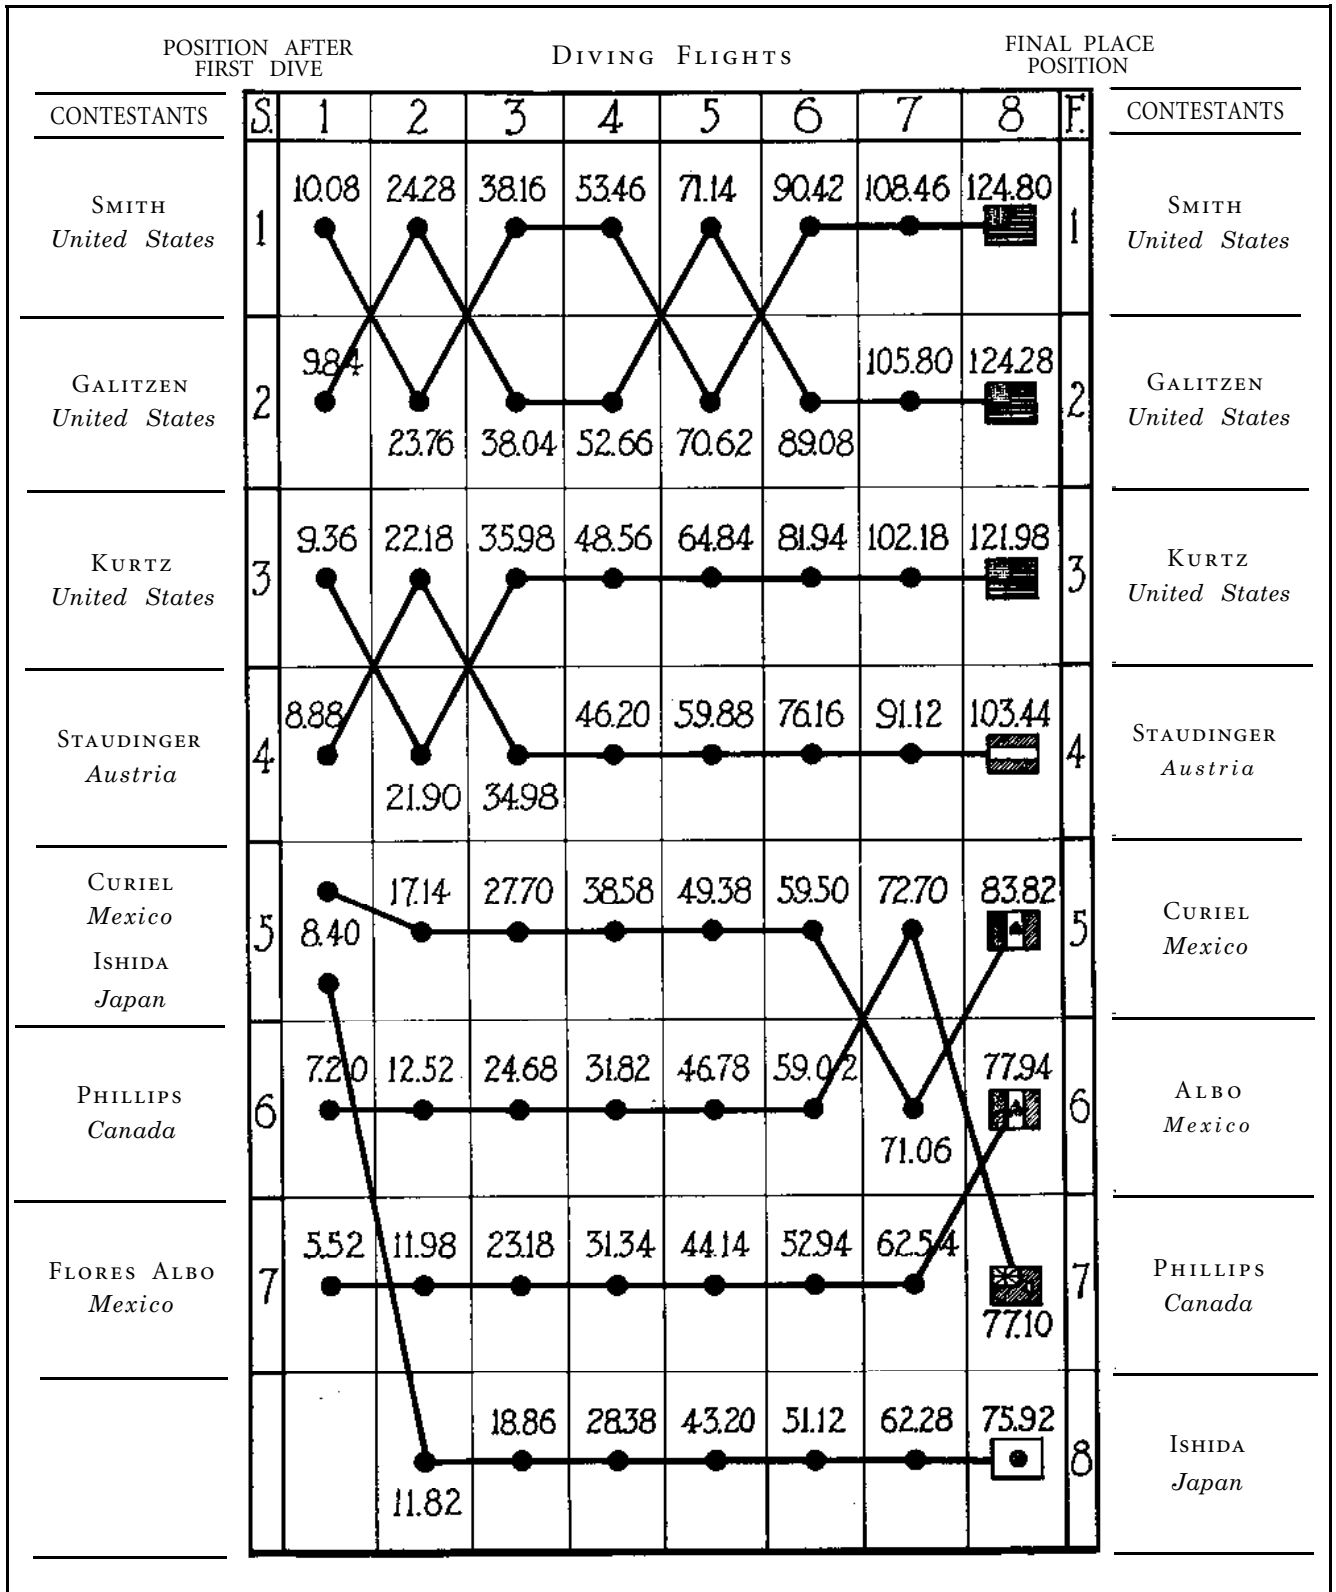 POSITION AFTER
FIRST DIVE
DIVING FLIGHTS
FINAL PLACE
POSITION
CONTESTANTS
S. 1 2 3 4 5 6 7 8 F.
CONTESTANTS
10.08 24.28 38.16 53.46 71.14 90.42 108.46 124.80
SMITH
United States
1
1
SMITH
United States
9.84 105.80 124.28
GALITZEN
United States
2
2
GALITZEN
United States
23.76 38.04 52.66 70.62 89.08
9.36 22.18 35.98 48.56 64.84 81.94 102.18 121.98
KURTZ
United States
3
3
KURTZ
United States
8.88 46.20 59.88 76.16 91.12 103.44
STAUDINGER
Austria
4
4
STAUDINGER
Austria
21.90 34.98
CURIEL
Mexico
17.14 27.70 38.58 49.38 59.50 72.70 83.82
5
8.40
5
CURIEL
Mexico
ISHIDA
Japan
7.20 12.52 24.68 31.82 46.78 59.02 77.94
PHILLIPS
Canada
6
6
ALBO
Mexico
71.06
5.52 11.98 23.18 31.34 44.14 52.94 62.54
FLORES ALBO
Mexico
7
7
PHILLIPS
Canada
77.10
18.86 28.38 43.20 51.12 62.28 75.92
8
ISHIDA
Japan
11.82